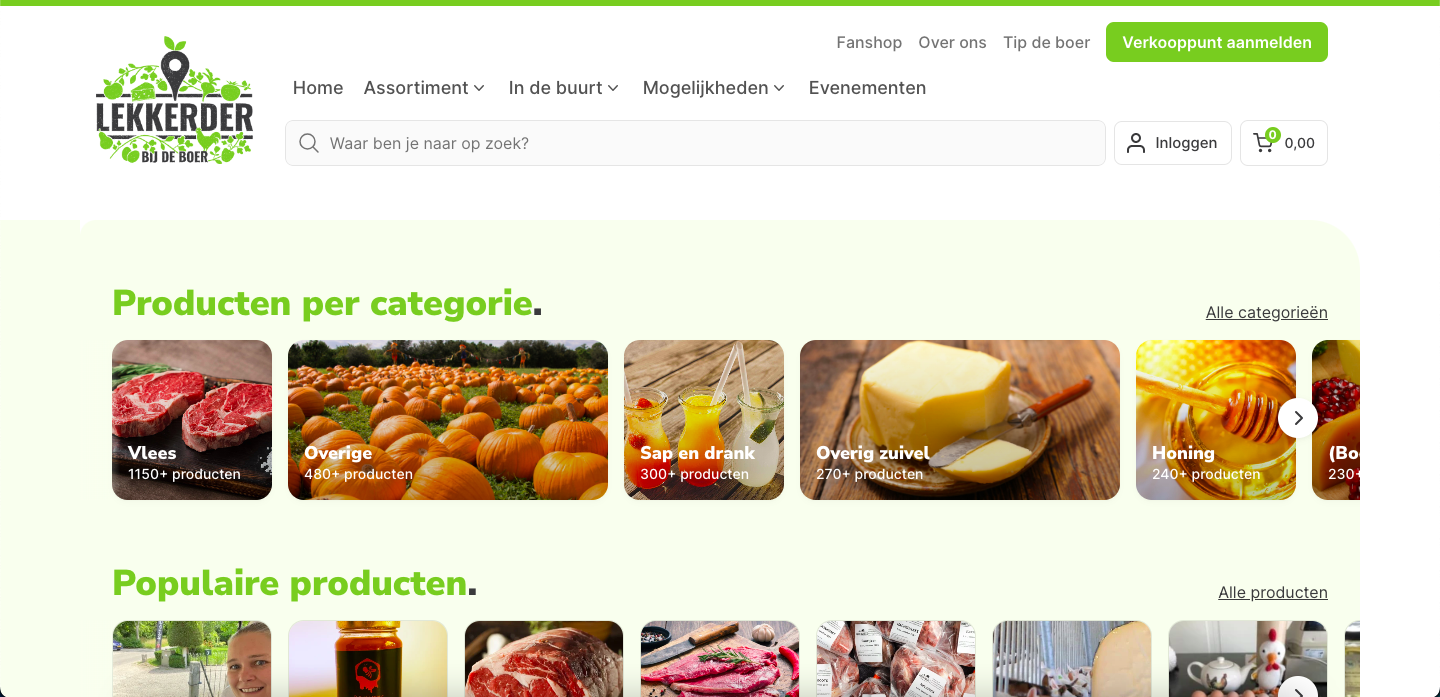 Fanshop Over ons Tip de boer Verkooppunt aanmelden
LEKKERDER
BIJ DE BOER
Home Assortiment In de buurt Mogelijkheden Evenementen
Waar ben je naar op zoek?
Inloggen
0
0,00
Producten per categorie.
Alle categorieën
Vlees
1150+ producten
Overige
480+ producten
Sap en drank
300+ producten
Overig zuivel
270+ producten
Honing
240+ producten
(Bo
230+
Populaire producten.
Alle producten